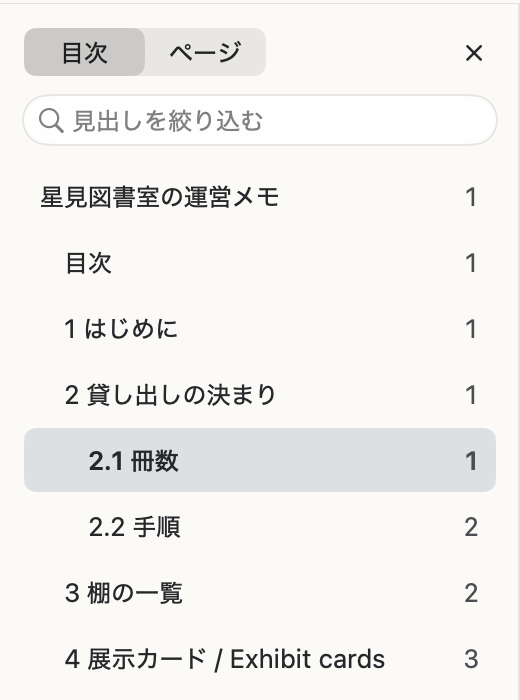 目次 ページ ×
見出しを絞り込む
星見図書室の運営メモ 1
目次 1
1 はじめに 1
2 貸し出しの決まり 1
2.1 冊数 1
2.2 手順 2
3 棚の一覧 2
4 展示カード / Exhibit cards 3